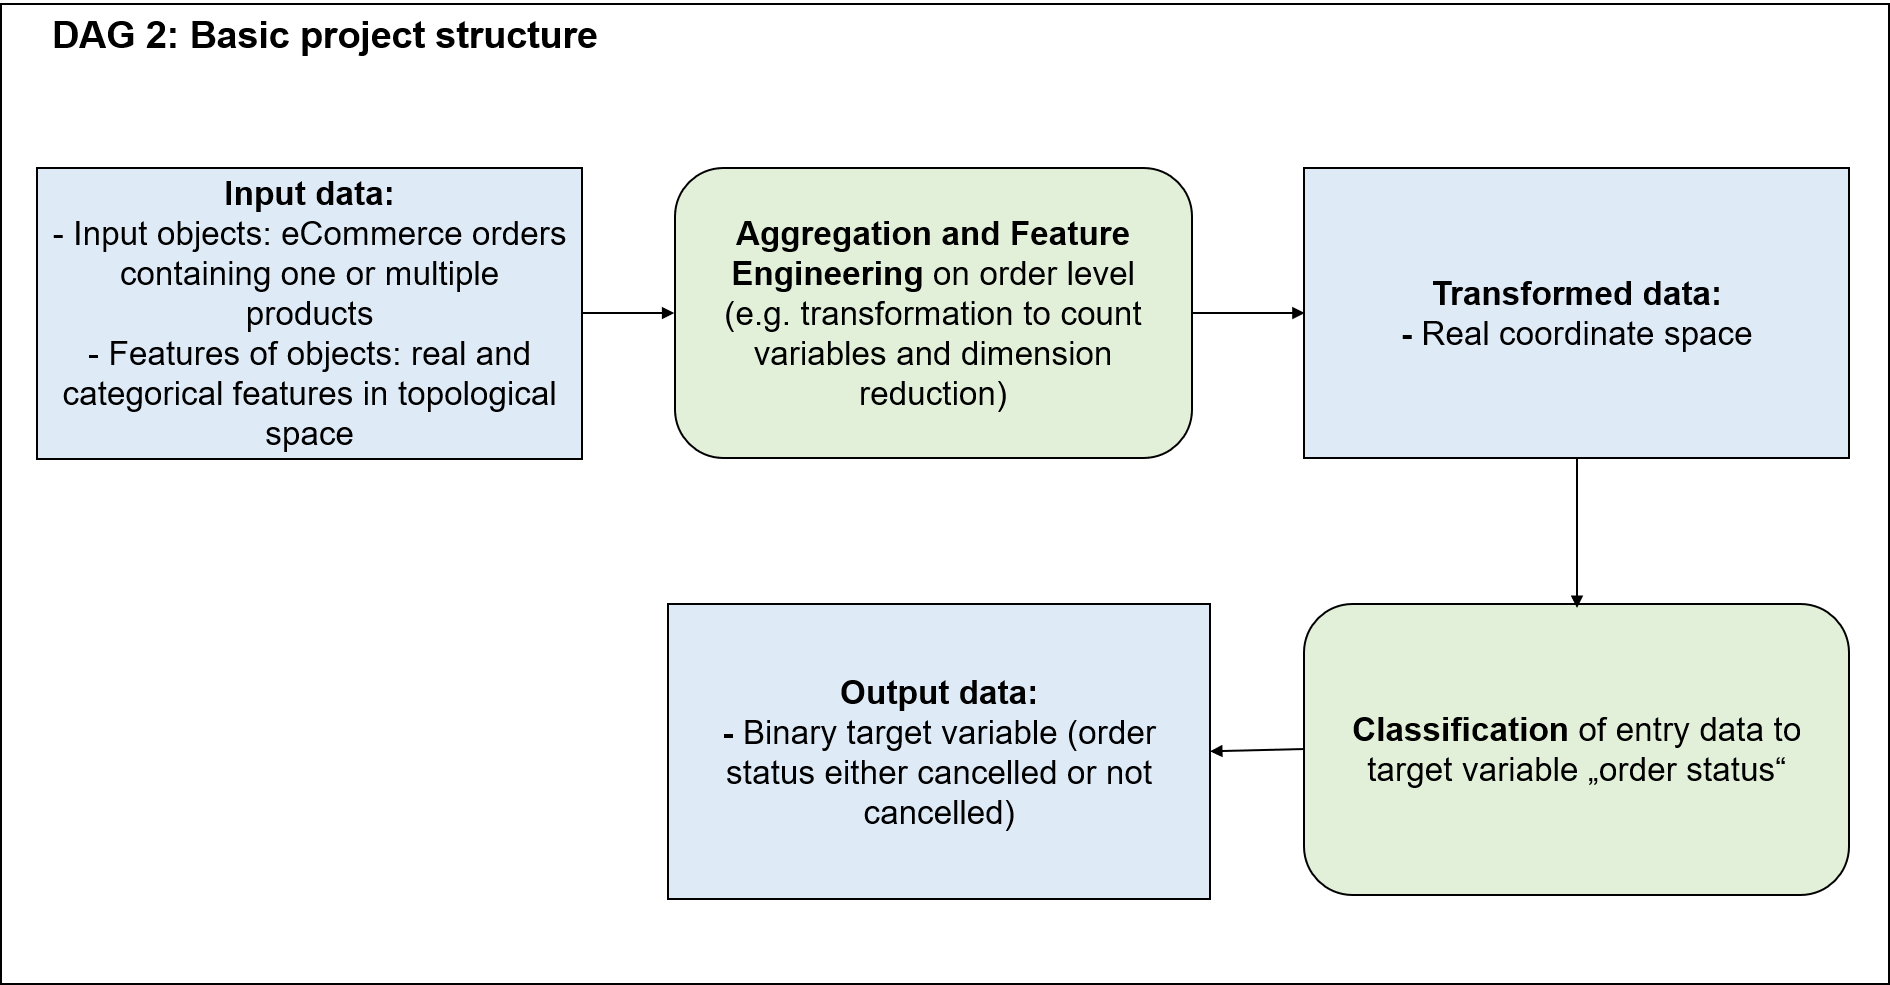 DAG 2: Basic project structure
Input data:
- Input objects: eCommerce orders
containing one or multiple
products
- Features of objects: real and
categorical features in topological
space
Aggregation and Feature
Engineering on order level
(e.g. transformation to count
variables and dimension
reduction)
Transformed data:
- Real coordinate space
Output data:
- Binary target variable (order
status either cancelled or not
cancelled)
Classification of entry data to
target variable „order status“